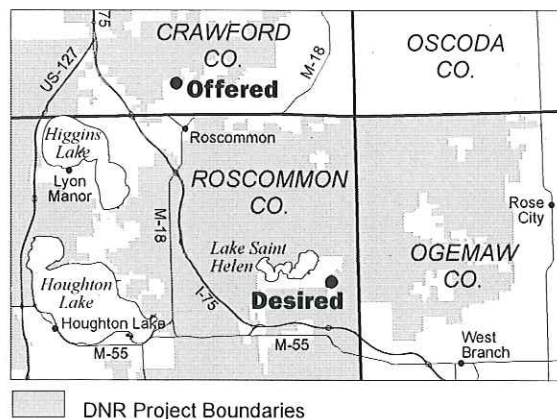 75
CRAWFORD
CO.
OSCODA
CO.
US-127
M-18
Offered
Higgins
Lake
Roscommon
Lyon
Manor
ROSCOMMON
CO.
M-18
Rose
City
Lake Saint
Helen
OGEMAW
CO.
Houghton
Lake
I-75
Desired
Houghton Lake
West
Branch
M-55
M-55
DNR Project Boundaries